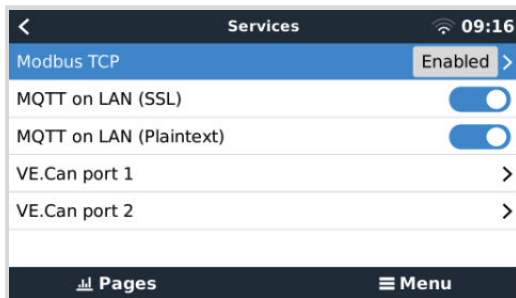 Services 09:16
Modbus TCP Enabled
MQTT on LAN (SSL)
MQTT on LAN (Plaintext)
VE.Can port 1
VE.Can port 2
Pages Menu